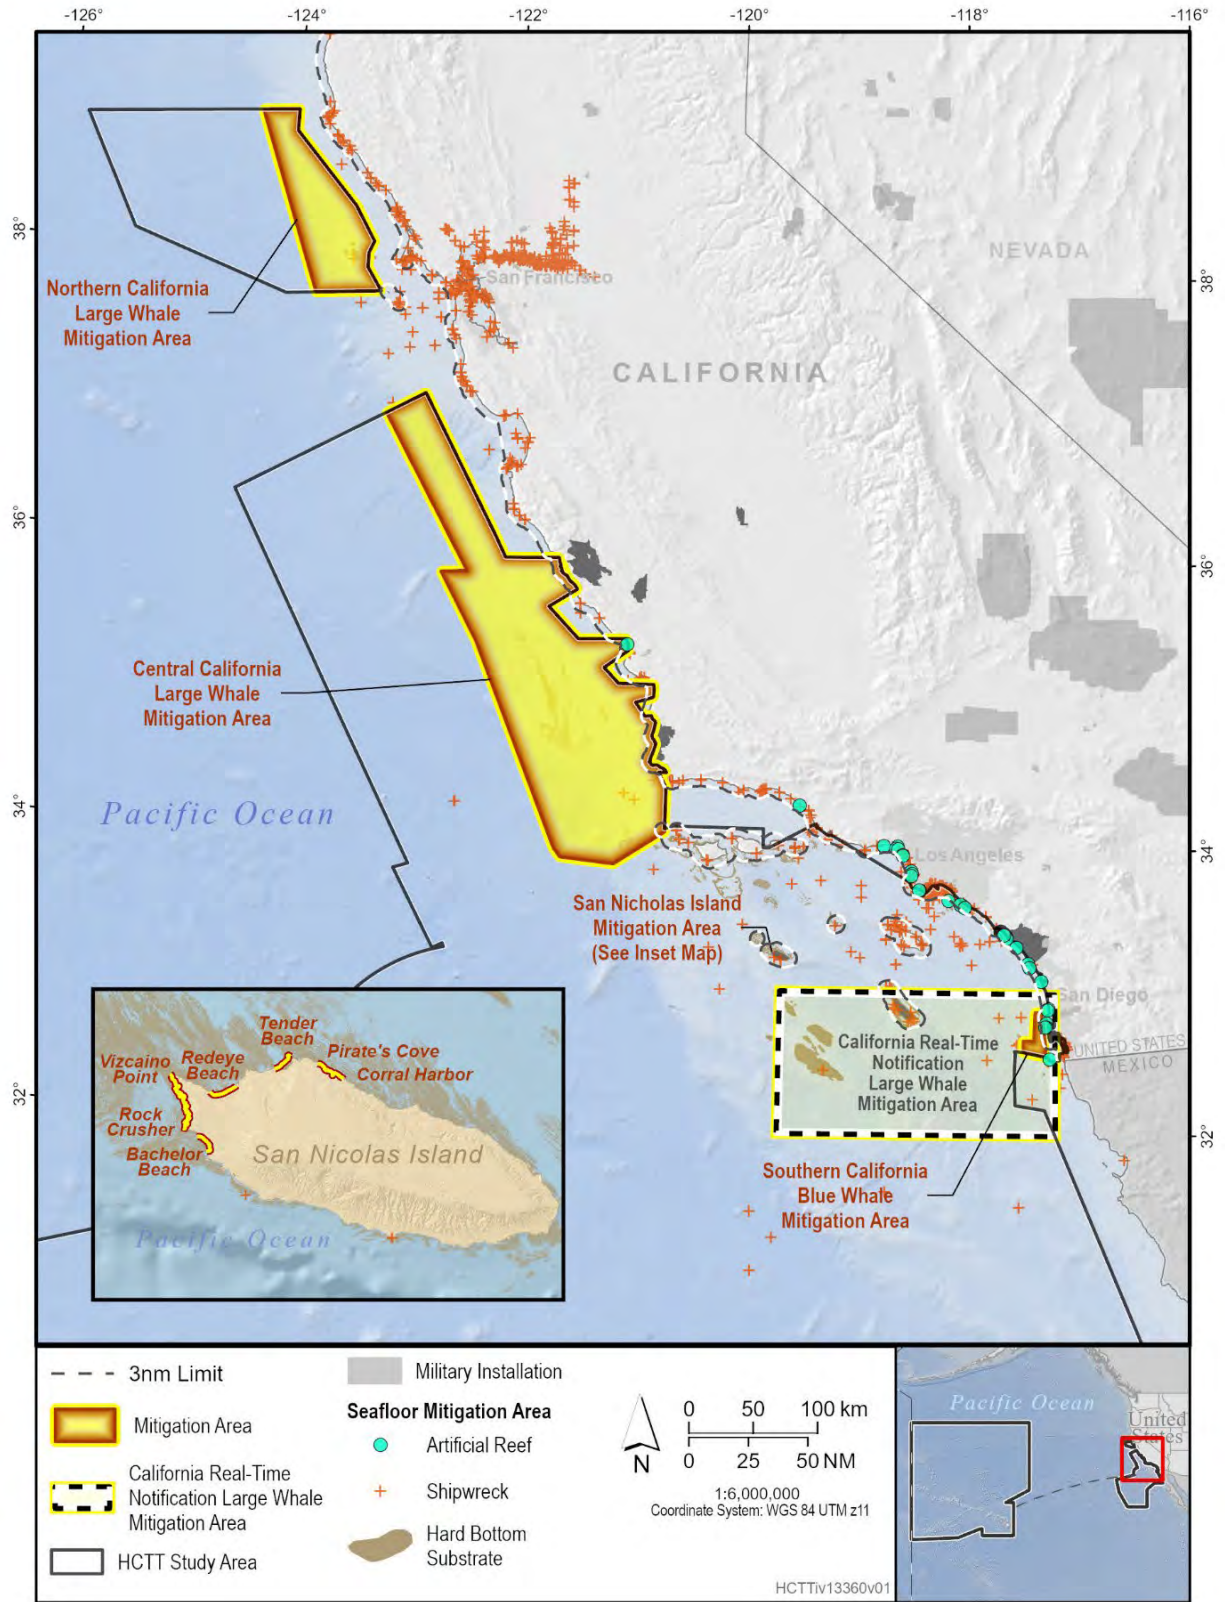 -126°
-124°
-122°
-120°
-118°
-116°
38°
36°
34°
32°
38°
36°
34°
32°
NEVADA
San Francisco
CALIFORNIA
Northern California
Large Whale
Mitigation Area
Central California
Large Whale
Mitigation Area
Pacific Ocean
Los Angeles
San Nicholas Island
Mitigation Area
(See Inset Map)
San Diego
UNITED STATES
MEXICO
California Real-Time
Notification
Large Whale
Mitigation Area
Southern California
Blue Whale
Mitigation Area
Tender
Beach
Pirate's Cove
Corral Harbor
Redeye
Beach
Vizcaino
Point
Rock
Crusher
Bachelor
Beach
San Nicolas Island
Pacific Ocean
3nm Limit
Mitigation Area
California Real-Time
Notification Large Whale
Mitigation Area
HCTT Study Area
Military Installation
Seafloor Mitigation Area
Artificial Reef
Shipwreck
Hard Bottom
Substrate
N
0 50 100 km
0 25 50 NM
1:6,000,000
Coordinate System: WGS 84 UTM z11
HCTTiv13360v01
Pacific Ocean
United
States